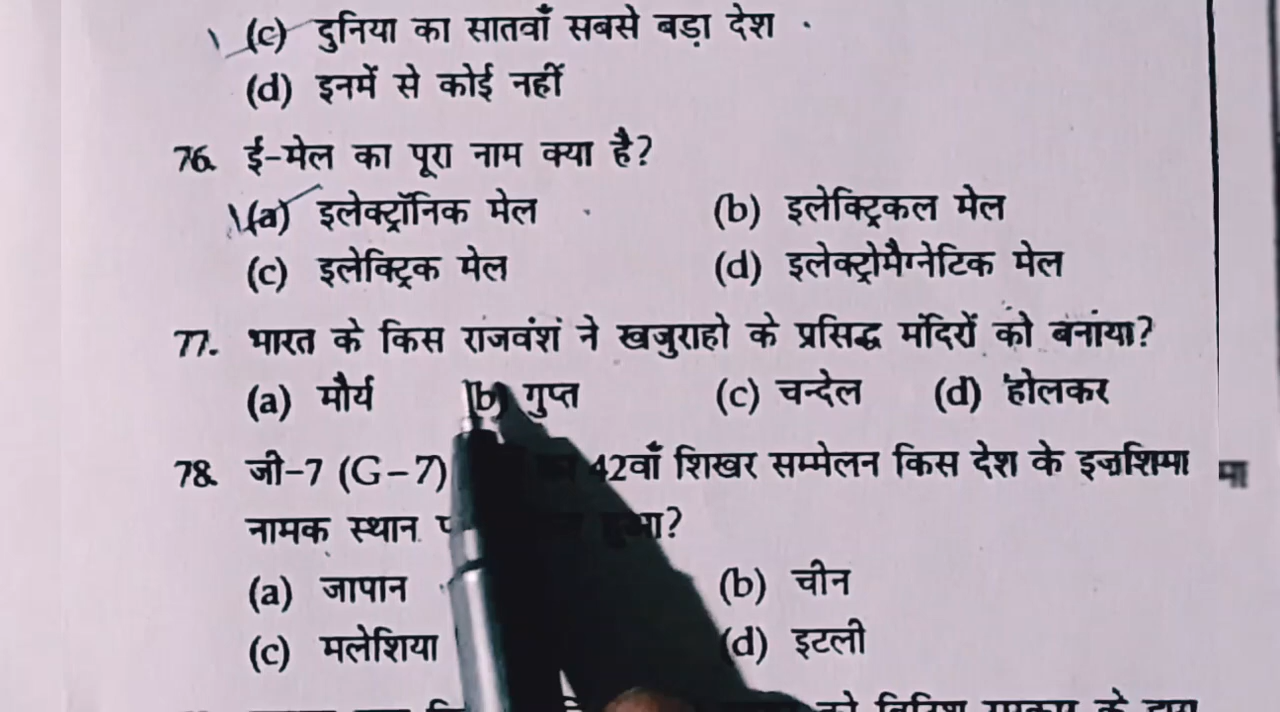 (c) दुनिया का सातवाँ सबसे बड़ा देश
(d) इनमें से कोई नहीं
76. ई-मेल का पूरा नाम क्या है?
(a) इलेक्ट्रॉनिक मेल (b) इलेक्ट्रिकल मेल
(c) इलेक्ट्रिक मेल (d) इलेक्ट्रोमैग्नेटिक मेल
77. भारत के किस राजवंश ने खजुराहो के प्रसिद्ध मंदिरों को बनाया?
(a) मौर्य (b) गुप्त (c) चन्देल (d) होलकर
78. जी-7 (G-7) 42वाँ शिखर सम्मेलन किस देश के इज़शिमा
नामक स्थान हुआ?
(a) जापान (b) चीन
(c) मलेशिया (d) इटली
के द्वारा